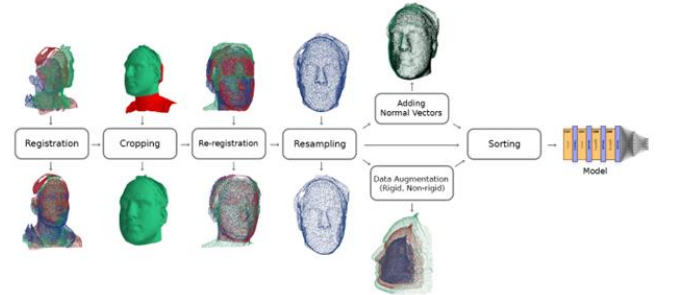 Registration
Cropping
Re-registration
Resampling
Adding
Normal Vectors
Data Augmentation
(Rigid, Non-rigid)
Sorting
Model